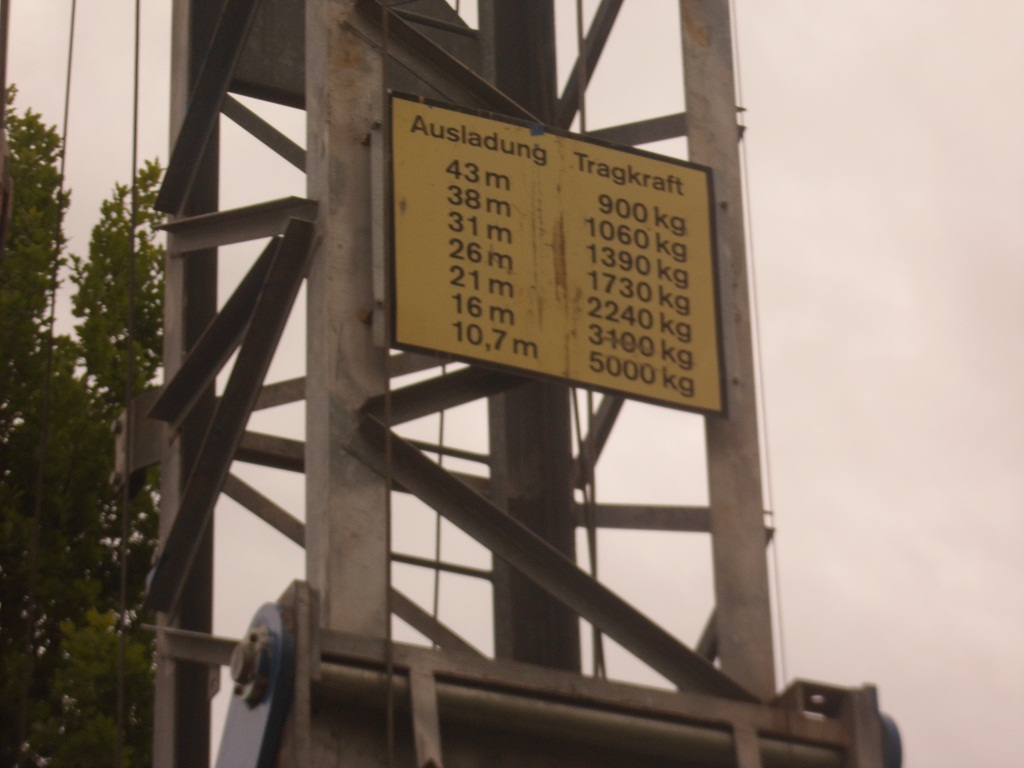 Ausladung Tragkraft
43 m 900 kg
38 m 1060 kg
31 m 1390 kg
26 m 1730 kg
21 m 2240 kg
16 m 3100 kg
10,7 m 5000 kg